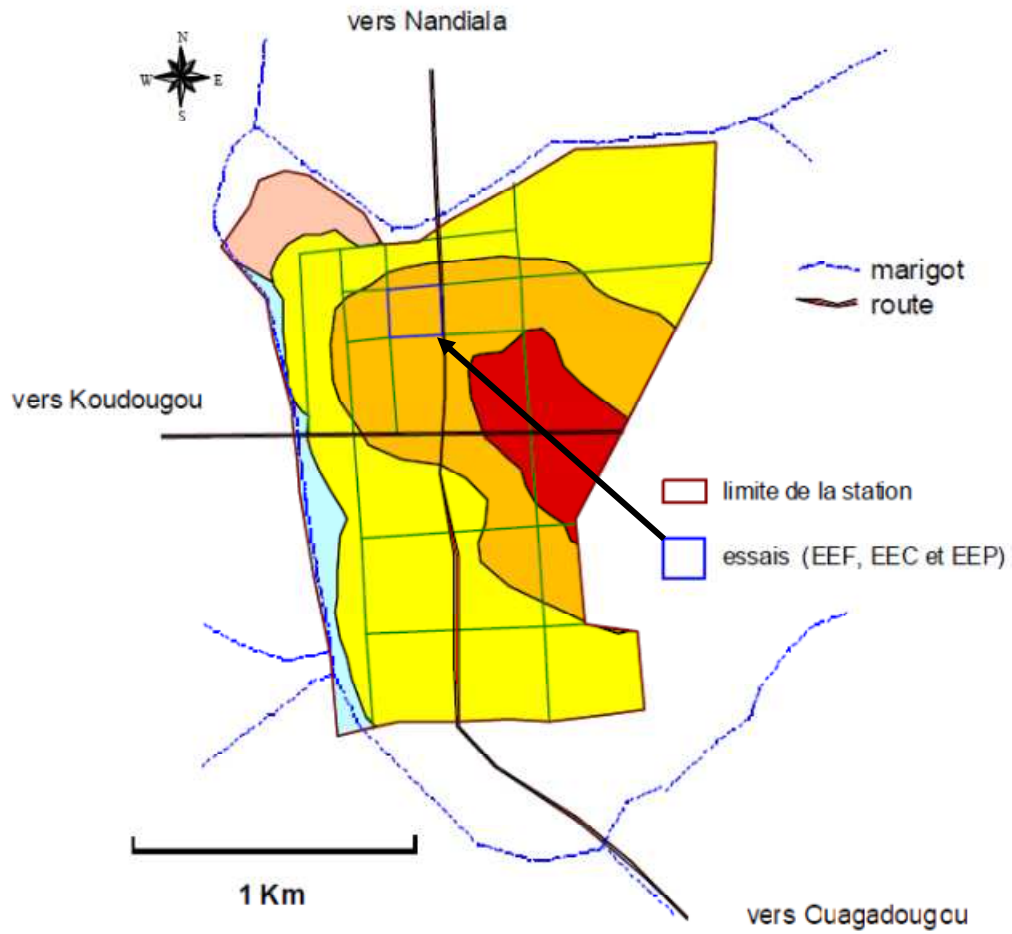 vers Nandiala
N
W E
S
marigot
route
vers Koudougou
limite de la station
essais (EEF, EEC et EEP)
1 Km
vers Ouagadougou